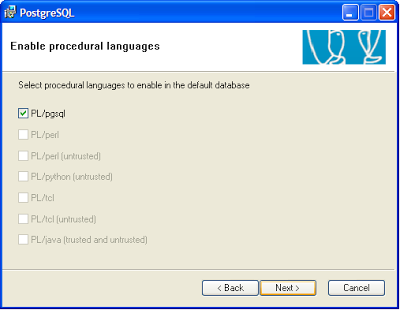 PostgreSQL
Enable procedural languages
Select procedural languages to enable in the default database
PL/pgsql
PL/perl
PL/perl (untrusted)
PL/python (untrusted)
PL/tcl
PL/tcl (untrusted)
PL/java (trusted and untrusted)
< Back Next > Cancel